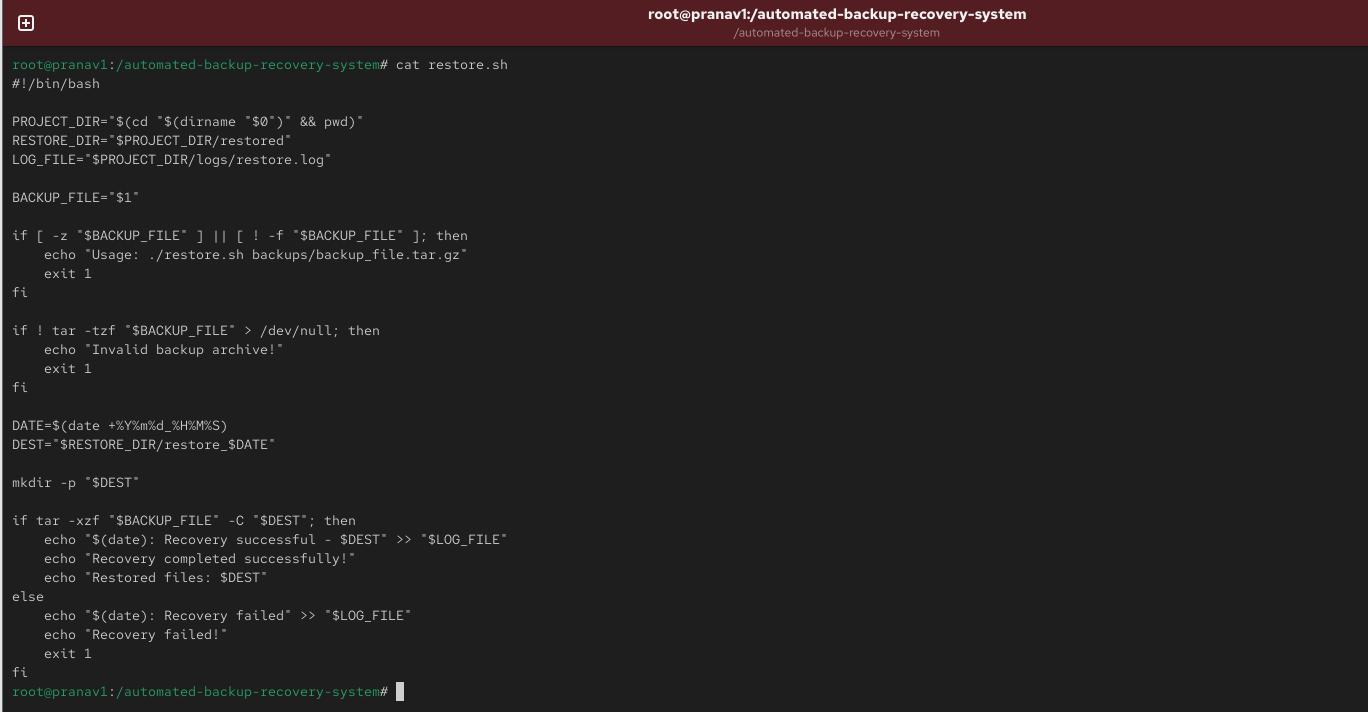 root@pranav1:/automated-backup-recovery-system
/automated-backup-recovery-system
root@pranav1:/automated-backup-recovery-system# cat restore.sh
#!/bin/bash

PROJECT_DIR="$(cd "$(dirname "$0")" && pwd)"
RESTORE_DIR="$PROJECT_DIR/restored"
LOG_FILE="$PROJECT_DIR/logs/restore.log"

BACKUP_FILE="$1"

if [ -z "$BACKUP_FILE" ] || [ ! -f "$BACKUP_FILE" ]; then
    echo "Usage: ./restore.sh backups/backup_file.tar.gz"
    exit 1
fi

if ! tar -tzf "$BACKUP_FILE" > /dev/null; then
    echo "Invalid backup archive!"
    exit 1
fi

DATE=$(date +%Y%m%d_%H%M%S)
DEST="$RESTORE_DIR/restore_$DATE"

mkdir -p "$DEST"

if tar -xzf "$BACKUP_FILE" -C "$DEST"; then
    echo "$(date): Recovery successful - $DEST" >> "$LOG_FILE"
    echo "Recovery completed successfully!"
    echo "Restored files: $DEST"
else
    echo "$(date): Recovery failed" >> "$LOG_FILE"
    echo "Recovery failed!"
    exit 1
fi
root@pranav1:/automated-backup-recovery-system#